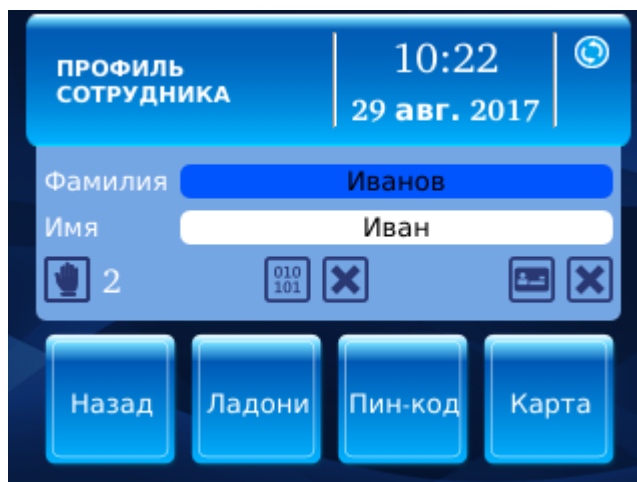 ПРОФИЛЬ
СОТРУДНИКА
10:22
29 авг. 2017
Фамилия Иванов
Имя Иван
2 010
101
Назад Ладони Пин-код Карта